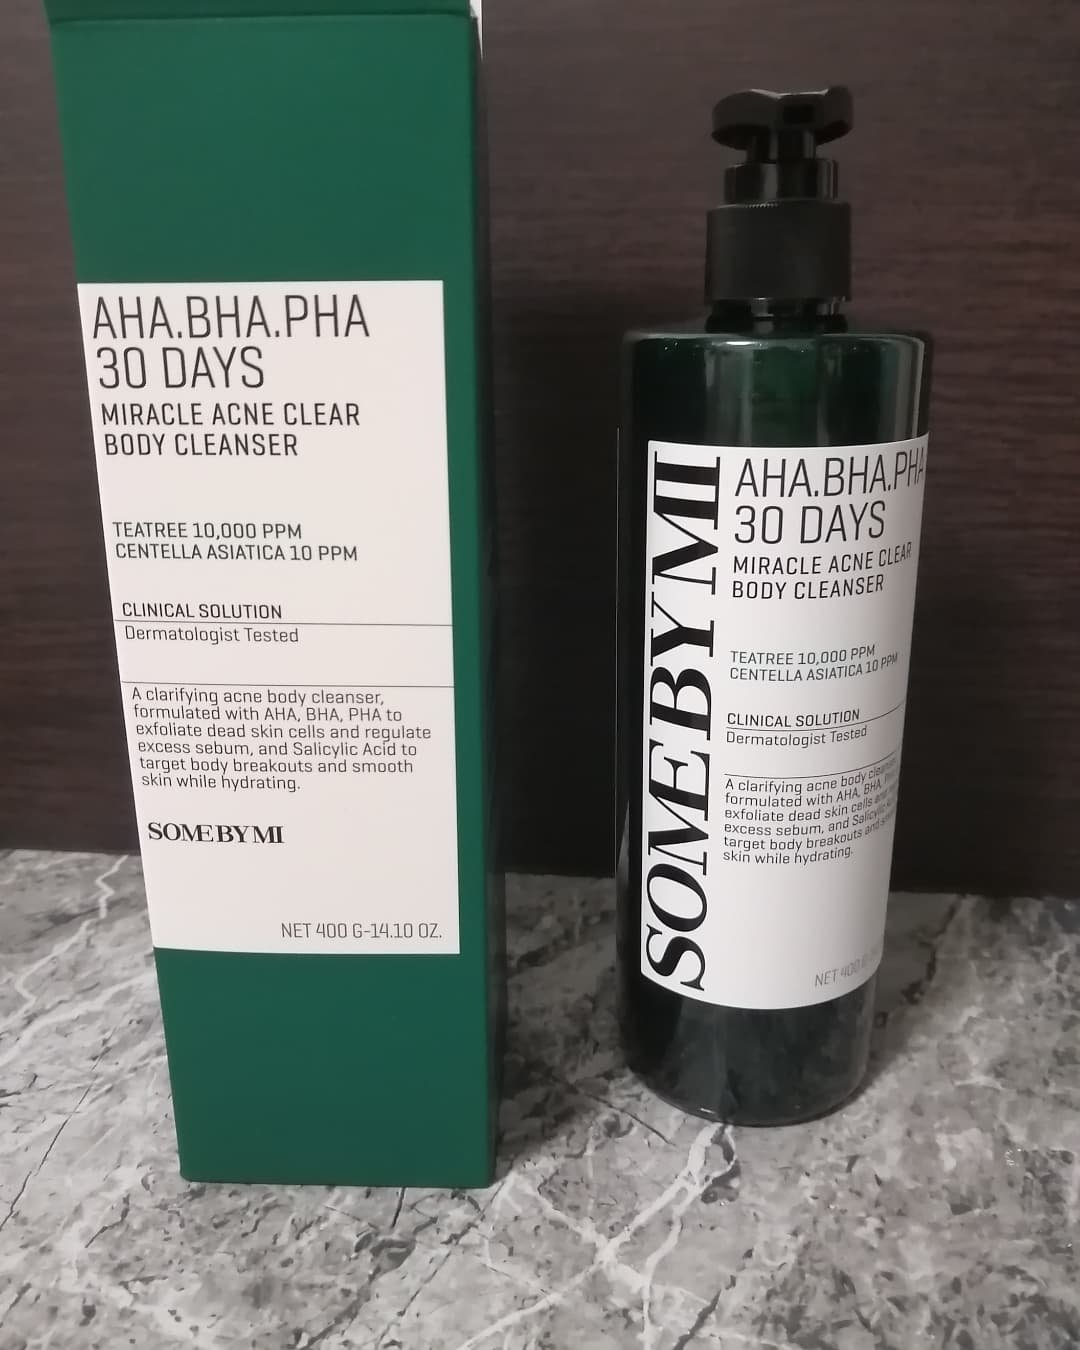 AHA.BHA.PHA
30 DAYS
MIRACLE ACNE CLEAR
BODY CLEANSER
TEATREE 10,000 PPM
CENTELLA ASIATICA 10 PPM
CLINICAL SOLUTION
Dermatologist Tested
A clarifying acne body cleanser,
formulated with AHA, BHA, PHA to
exfoliate dead skin cells and regulate
excess sebum, and Salicylic Acid to
target body breakouts and smooth
skin while hydrating.
SOME BY MI
NET 400 G-14.10 OZ.
SOME BY MI
AHA.BHA.PHA
30 DAYS
MIRACLE ACNE CLEAR
BODY CLEANSER
TEATREE 10,000 PPM
CENTELLA ASIATICA 10 PPM
CLINICAL SOLUTION
Dermatologist Tested
A clarifying acne body cleanser,
formulated with AHA, BHA,
exfoliate dead skin cells and
excess sebum, and Salicylic
target body breakouts and
skin while hydrating.
NET 400